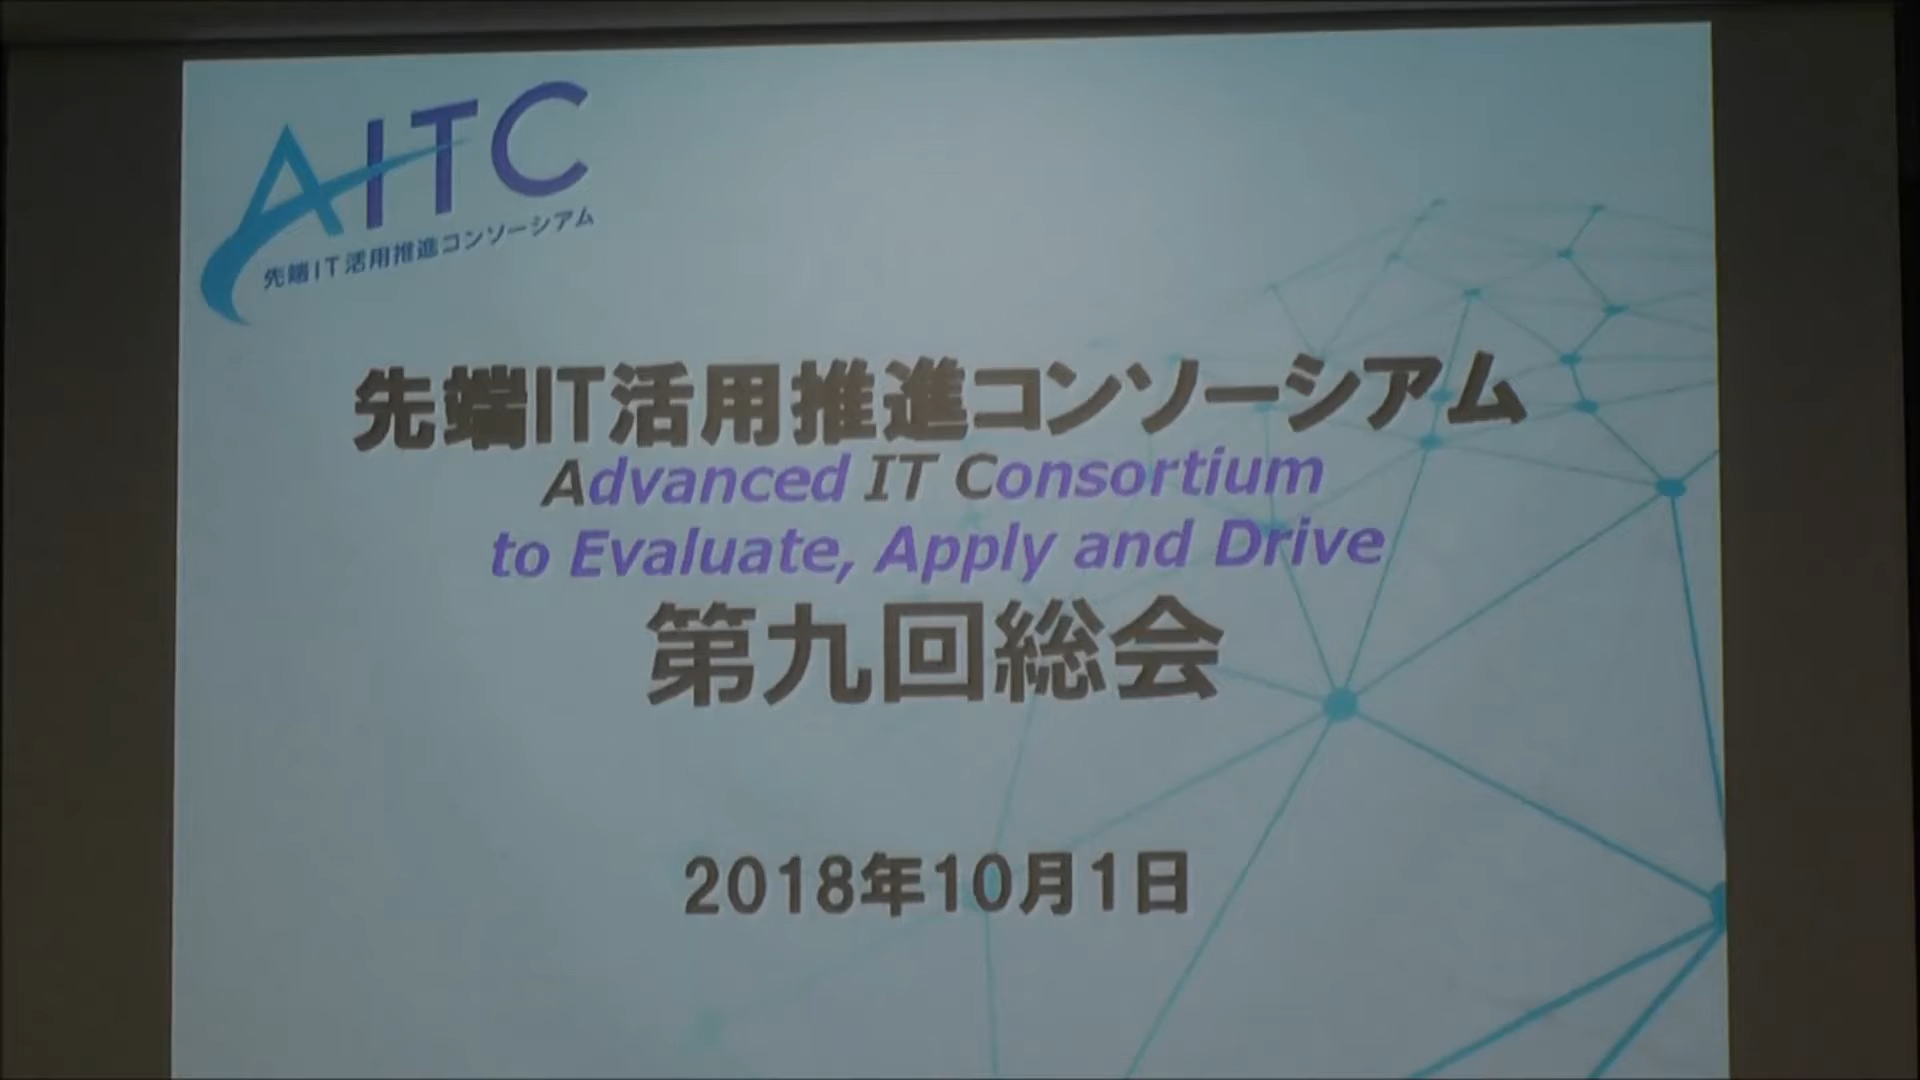 AITC
先端IT活用推進コンソーシアム
先端IT活用推進コンソーシアム
Advanced IT Consortium
to Evaluate, Apply and Drive
第九回総会
2018年10月1日